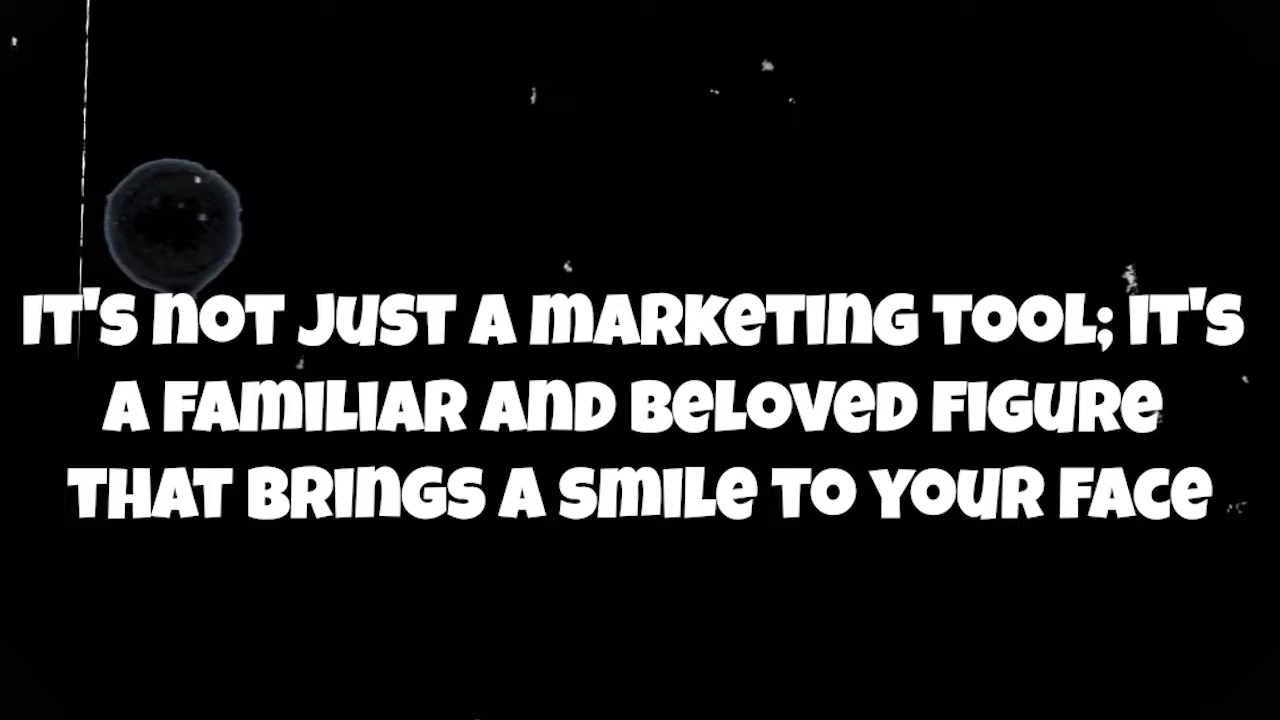 IT'S NOT JUST A MARKETING TOOL; IT'S
A FAMILIAR AND BELOVED FIGURE
THAT BRINGS A SMILE TO YOUR FACE